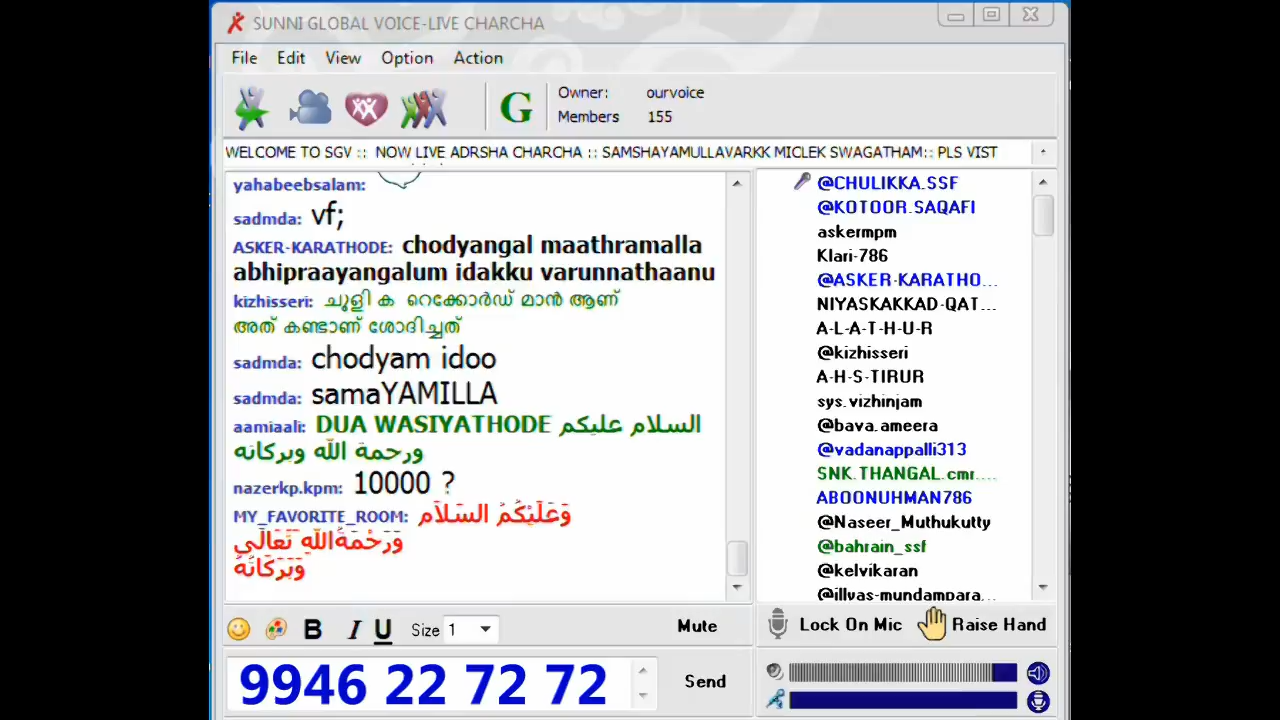 SUNNI GLOBAL VOICE-LIVE CHARCHA
File Edit View Option Action
G
Owner: ourvoice
Members 155
WELCOME TO SGV :: NOW LIVE ADRSHA CHARCHA :: SAMSHAYAMULLAVARKK MICLEK SWAGATHAM:: PLS VIST
yahabeebsalam:
sadmda: vf;
ASKER-KARATHODE: chodyangal maathramalla
abhipraayangalum idakku varunnathaanu
kizhisseri: ചുളി ക റെക്കോർഡ് മാൻ ആണ്
അത് കണ്ടാണ് ശോദിച്ചത്
sadmda: chodyam idoo
sadmda: samaYAMILLA
aamiaali: DUA WASIYATHODE السلام عليكم
ورحمة الله وبركاته
nazerkp.kpm: 10000 ?
MY_FAVORITE_ROOM: وَعَلَيْكُمُ السَلاَم
وَرَحْمَةُاللهِ تَعَالَى
وَبَرَكَاتُهُ
@CHULIKKA.SSF
@KOTOOR.SAQAFI
askermpm
Klari-786
@ASKER-KARATHO...
NIYASKAKKAD-QAT...
A-L-A-T-H-U-R
@kizhisseri
A-H-S-TIRUR
sys.vizhinjam
@bava.ameera
@vadanappalli313
SNK.THANGAL.cmr....
ABOONUHMAN786
@Naseer_Muthukutty
@bahrain_ssf
@kelvikaran
@illyas-mundampara...
B I U Size 1 Mute
Lock On Mic Raise Hand
9946 22 72 72
Send